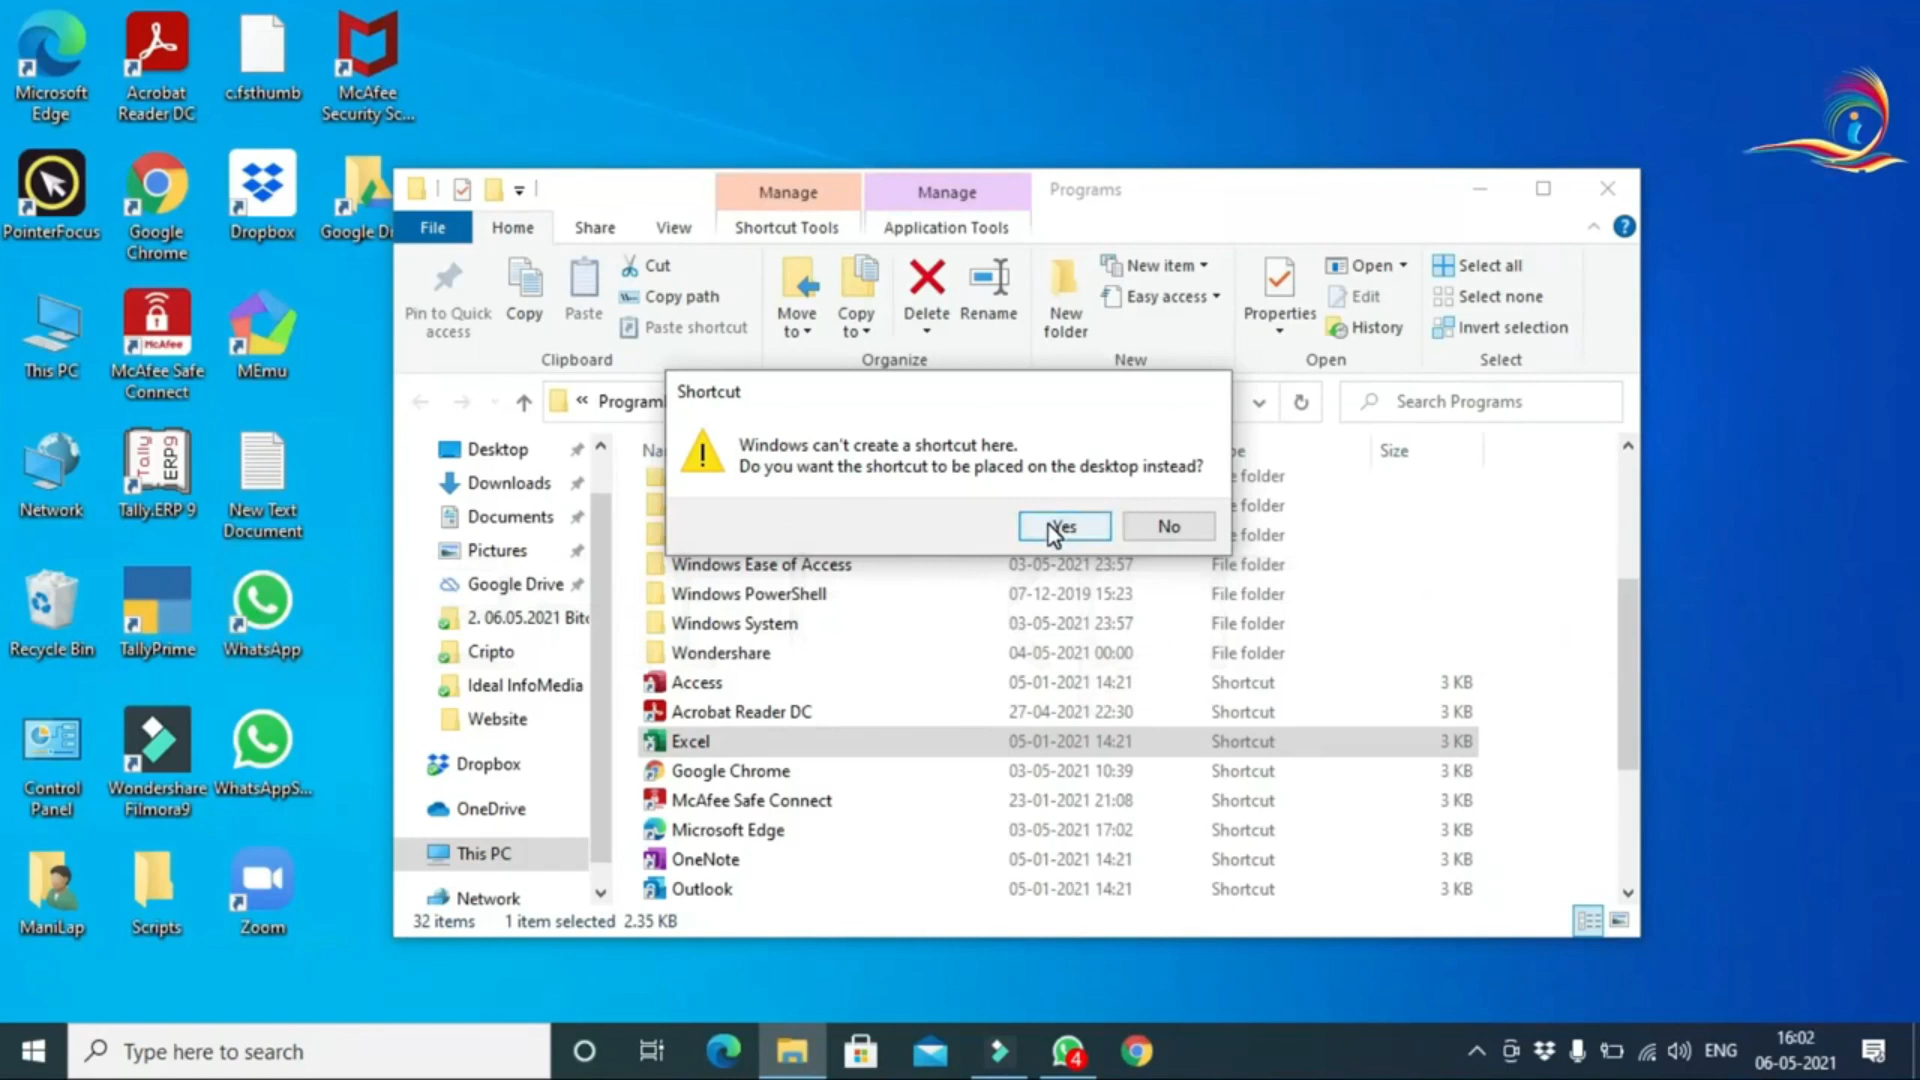 Microsoft
Edge
Acrobat
Reader DC
c.fsthumb
McAfee
Security Sc...
PointerFocus
Google
Chrome
Dropbox
Google Dr
This PC
McAfee
McAfee Safe
Connect
MEmu
Network
Tally
ERP9
Tally.ERP 9
New Text
Document
Recycle Bin
TallyPrime
WhatsApp
Control
Panel
Wondershare
Filmora9
WhatsAppS...
ManiLap
Scripts
Zoom
Manage
Manage
Programs
File
Home
Share
View
Shortcut Tools
Application Tools
Pin to Quick
access
Copy
Paste
Cut
Copy path
Paste shortcut
Clipboard
Move
to
Copy
to
Delete
Rename
Organize
New
folder
New item
Easy access
New
Properties
Open
Edit
History
Open
Select all
Select none
Invert selection
Select
« Program
Search Programs
Shortcut
Windows can't create a shortcut here.
Do you want the shortcut to be placed on the desktop instead?
Yes
No
Desktop
Downloads
Documents
Pictures
Google Drive
2. 06.05.2021 Bitc
Cripto
Ideal InfoMedia
Website
Dropbox
OneDrive
This PC
Network
Na
pe
Size
e folder
e folder
e folder
Windows Ease of Access 03-05-2021 23:57 File folder
Windows PowerShell 07-12-2019 15:23 File folder
Windows System 03-05-2021 23:57 File folder
Wondershare 04-05-2021 00:00 File folder
Access 05-01-2021 14:21 Shortcut 3 KB
Acrobat Reader DC 27-04-2021 22:30 Shortcut 3 KB
Excel 05-01-2021 14:21 Shortcut 3 KB
Google Chrome 03-05-2021 10:39 Shortcut 3 KB
McAfee Safe Connect 23-01-2021 21:08 Shortcut 3 KB
Microsoft Edge 03-05-2021 17:02 Shortcut 3 KB
OneNote 05-01-2021 14:21 Shortcut 3 KB
Outlook 05-01-2021 14:21 Shortcut 3 KB
32 items 1 item selected 2.35 KB
Type here to search
4
ENG
16:02
06-05-2021